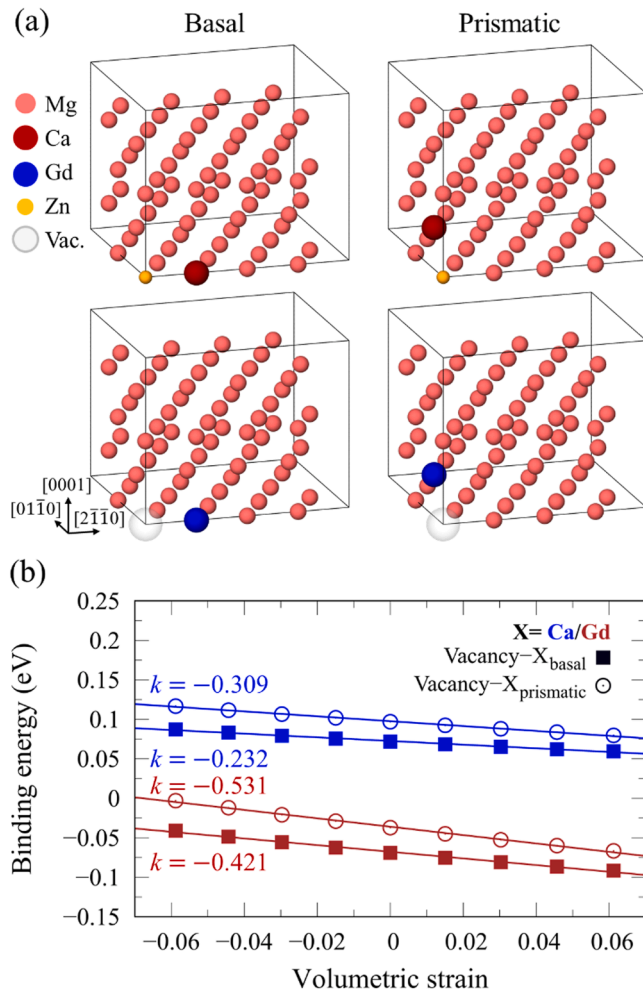 (a)
Basal
Prismatic
Mg
Ca
Gd
Zn
Vac.
[0001]
[011̄0]
[21̄1̄0]
(b)
Binding energy (eV)
0.25
0.2
0.15
0.1
0.05
0
−0.05
−0.1
−0.15
X= Ca/Gd
Vacancy−X_basal
Vacancy−X_prismatic
k = −0.309
k = −0.232
k = −0.531
k = −0.421
−0.06 −0.04 −0.02 0 0.02 0.04 0.06
Volumetric strain